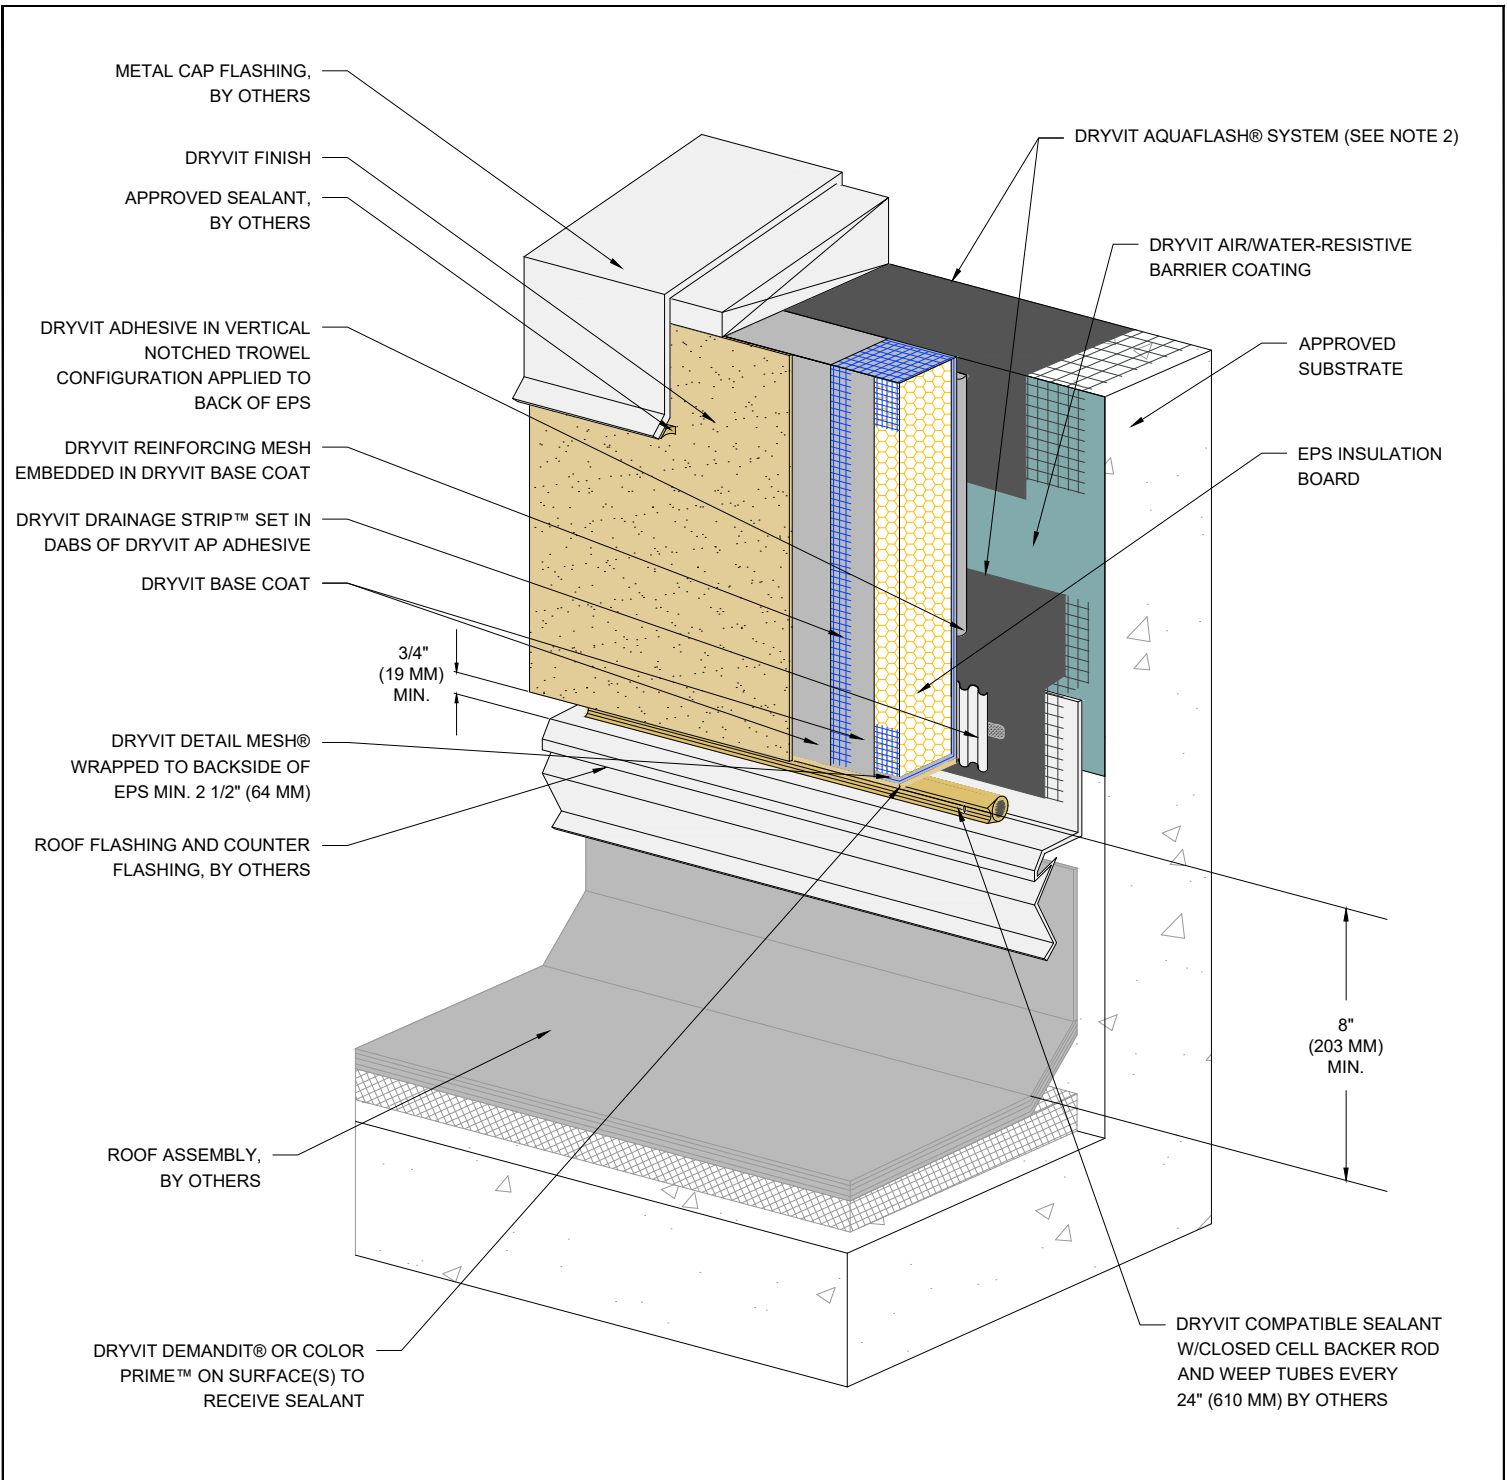 METAL CAP FLASHING,
BY OTHERS
DRYVIT FINISH
APPROVED SEALANT,
BY OTHERS
DRYVIT ADHESIVE IN VERTICAL
NOTCHED TROWEL
CONFIGURATION APPLIED TO
BACK OF EPS
DRYVIT REINFORCING MESH
EMBEDDED IN DRYVIT BASE COAT
DRYVIT DRAINAGE STRIP™ SET IN
DABS OF DRYVIT AP ADHESIVE
DRYVIT BASE COAT
3/4"
(19 MM)
MIN.
DRYVIT DETAIL MESH®
WRAPPED TO BACKSIDE OF
EPS MIN. 2 1/2" (64 MM)
ROOF FLASHING AND COUNTER
FLASHING, BY OTHERS
ROOF ASSEMBLY,
BY OTHERS
DRYVIT DEMANDIT® OR COLOR
PRIME™ ON SURFACE(S) TO
RECEIVE SEALANT
DRYVIT AQUAFLASH® SYSTEM (SEE NOTE 2)
DRYVIT AIR/WATER-RESISTIVE
BARRIER COATING
APPROVED
SUBSTRATE
EPS INSULATION
BOARD
8"
(203 MM)
MIN.
DRYVIT COMPATIBLE SEALANT
W/CLOSED CELL BACKER ROD
AND WEEP TUBES EVERY
24" (610 MM) BY OTHERS